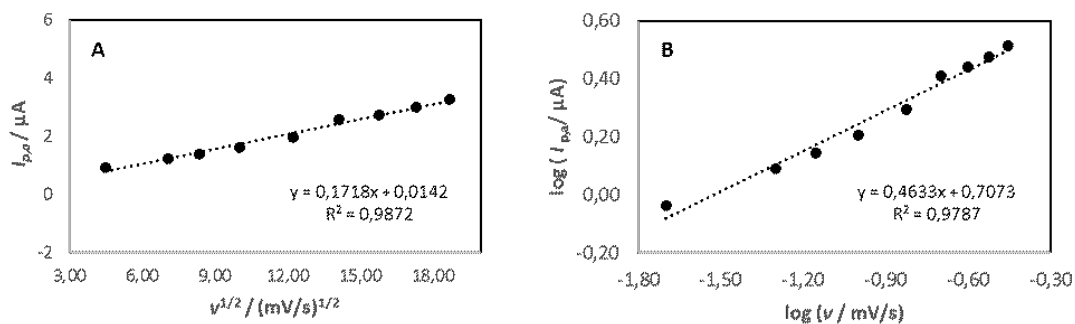 A
I p,a / µA
6
4
2
0
-2
y = 0,1718x + 0,0142
R² = 0,9872
3,00 6,00 9,00 12,00 15,00 18,00
v¹/² / (mV/s)¹/²
B
log ( I p,a/ µA)
0,60
0,40
0,20
0,00
-0,20
y = 0,4633x + 0,7073
R² = 0,9787
-1,80 -1,50 -1,20 -0,90 -0,60 -0,30
log (v / mV/s)